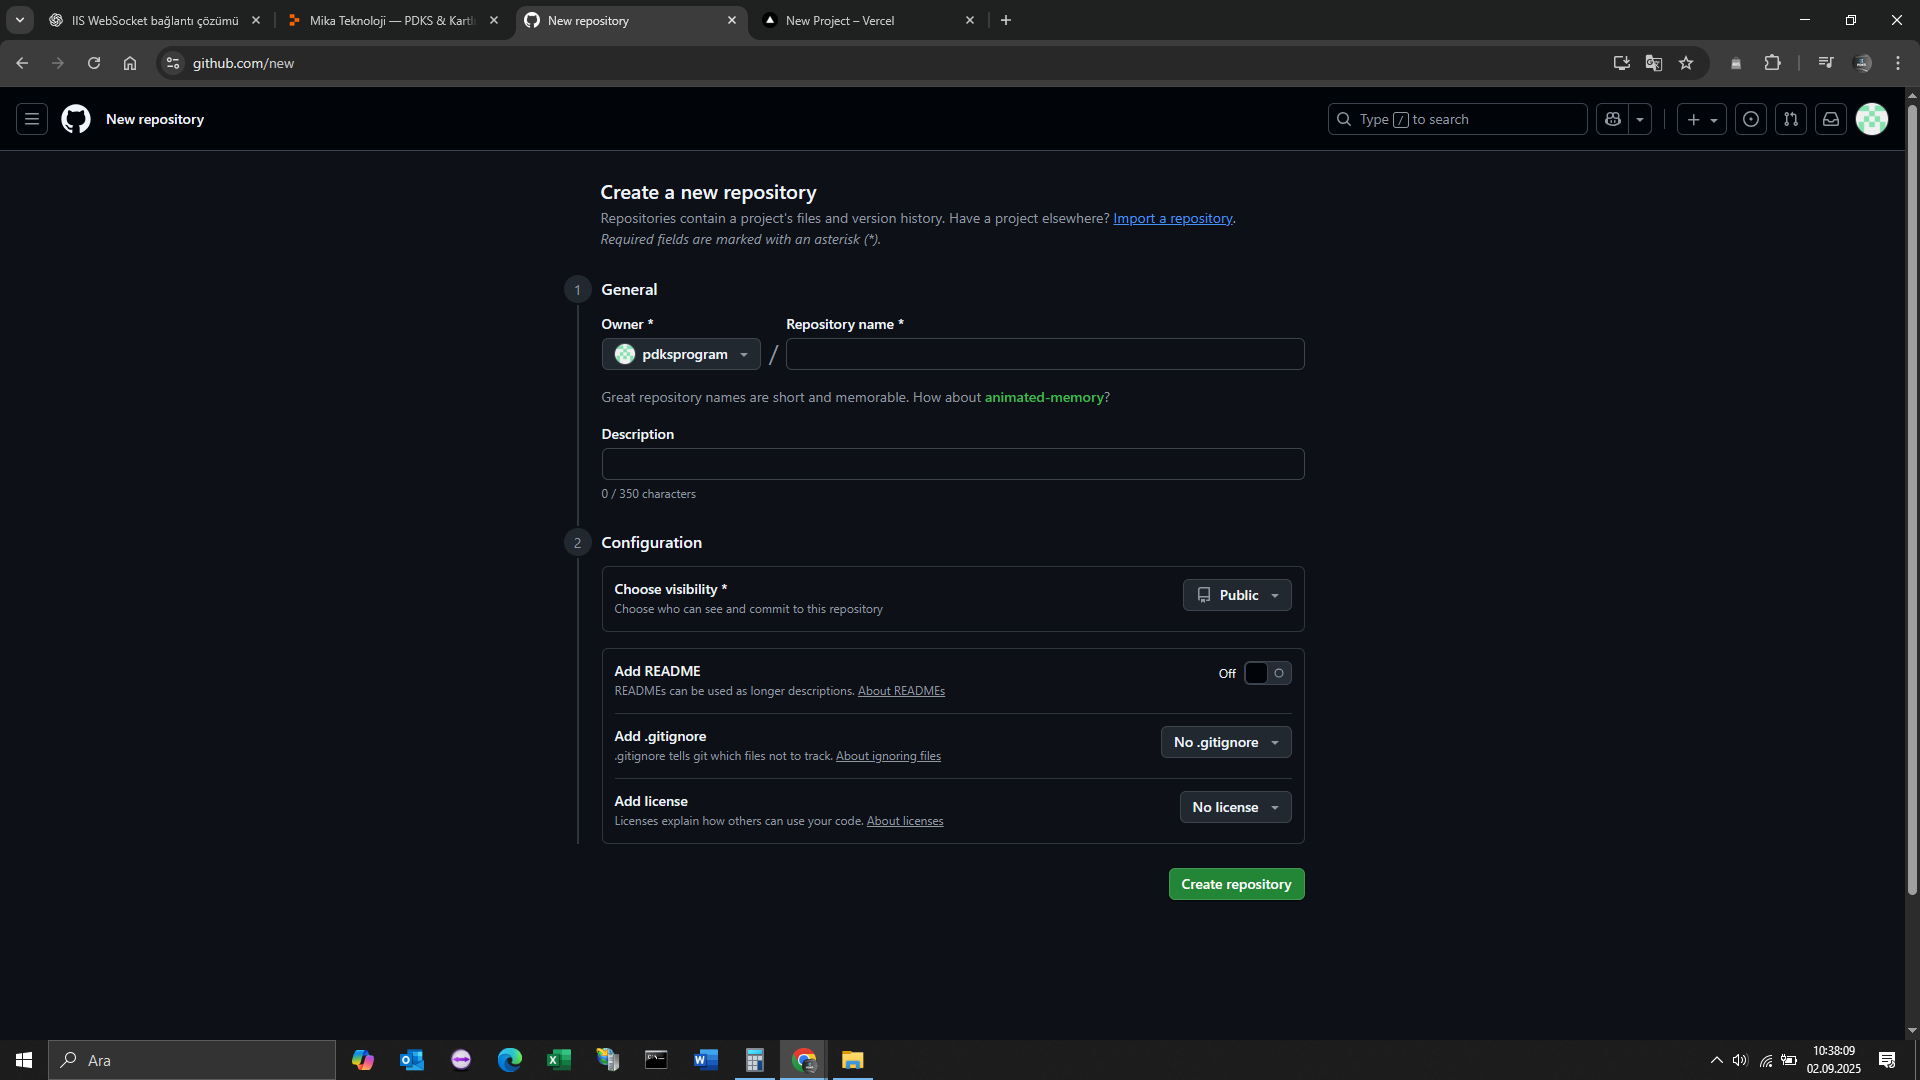 IIS WebSocket bağlantı çözümü
Mika Teknoloji — PDKS & Kartlı
New repository
New Project – Vercel
github.com/new
New repository
Type / to search
Create a new repository
Repositories contain a project's files and version history. Have a project elsewhere? Import a repository.
Required fields are marked with an asterisk (*).
1 General
Owner * Repository name *
pdksprogram /
Great repository names are short and memorable. How about animated-memory?
Description
0 / 350 characters
2 Configuration
Choose visibility * Public
Choose who can see and commit to this repository
Add README Off
READMEs can be used as longer descriptions. About READMEs
Add .gitignore No .gitignore
.gitignore tells git which files not to track. About ignoring files
Add license No license
Licenses explain how others can use your code. About licenses
Create repository
Ara
10:38:09
02.09.2025